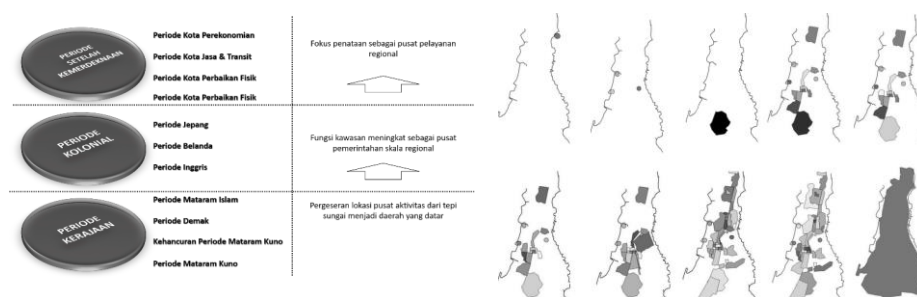 PERIODE
SETELAH
KEMERDEKNAAN
Periode Kota Perekonomian
Periode Kota Jasa & Transit
Periode Kota Perbaikan Fisik
Periode Kota Perbaikan Fisik
Fokus penataan sebagai pusat pelayanan
regional
PERIODE
KOLONIAL
Periode Jepang
Periode Belanda
Periode Inggris
Fungsi kawasan meningkat sebagai pusat
pemerintahan skala regional
PERIODE
KERAJAAN
Periode Mataram Islam
Periode Demak
Kehancuran Periode Mataram Kuno
Periode Mataram Kuno
Pergeseran lokasi pusat aktivitas dari tepi
sungai menjadi daerah yang datar